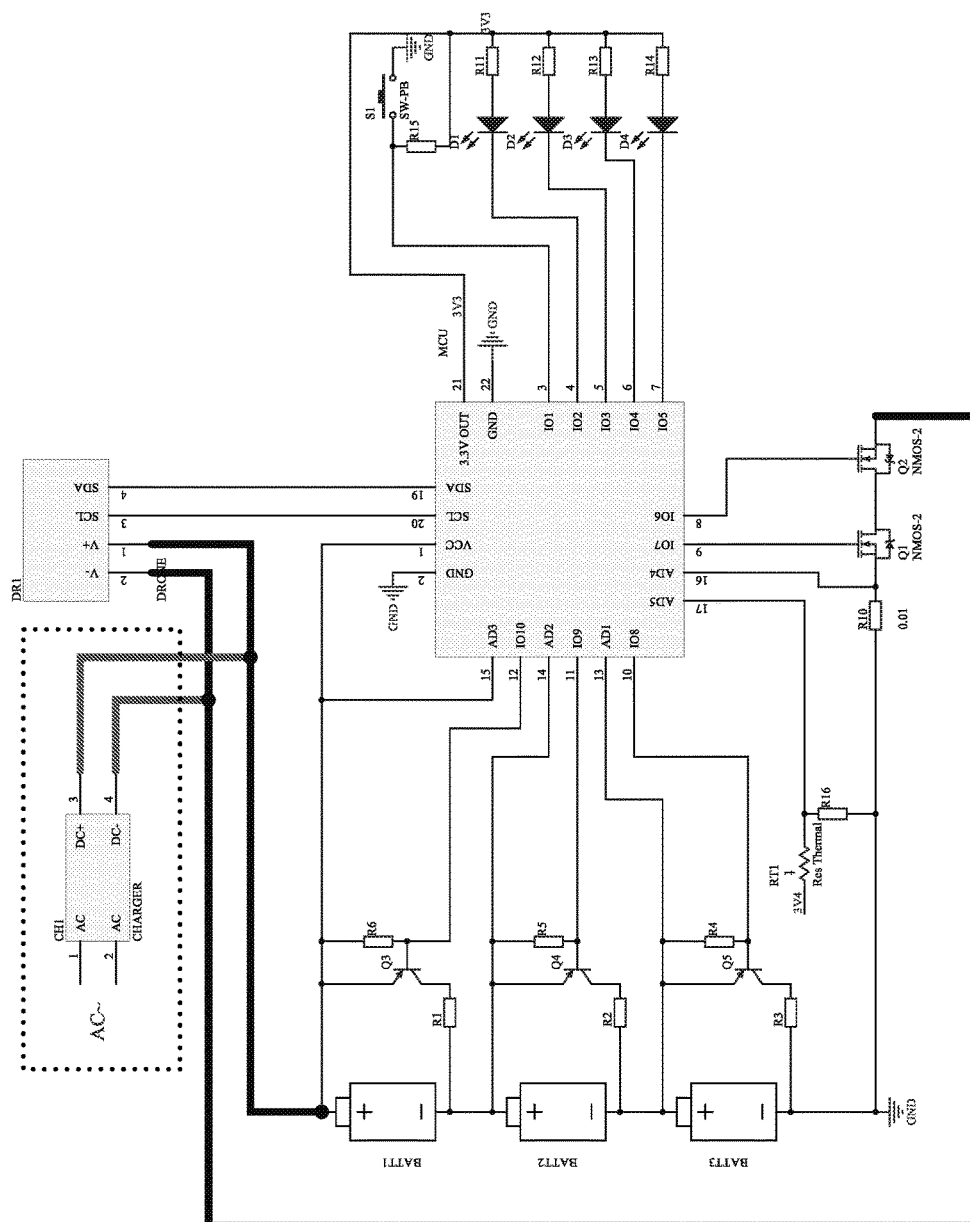 S1
SW-PB
GND
3V3
R15
R11
R12
R13
R14
D1
D2
D3
D4
3V3
MCU
GND
21
22
3
4
5
6
7
3.3V OUT
GND
IO1
IO2
IO3
IO4
IO5
DR1
SDA
SCL
V+
V-
4
3
1
2
DRONE
19
20
1
2
SDA
SCL
VCC
GND
GND
IO6
IO7
AD4
AD5
8
9
16
17
Q2
NMOS-2
Q1
NMOS-2
R10
0.01
AD3
IO10
AD2
IO9
AD1
IO8
15
12
14
11
13
10
CH1
AC
AC
DC+
DC-
1
2
3
4
CHARGER
AC~
R6
Q3
R1
R5
Q4
R2
R4
Q5
R3
RT1
1
Res Thermal
3V4
R16
+
−
BATT1
+
−
BATT2
+
−
BATT3
GND